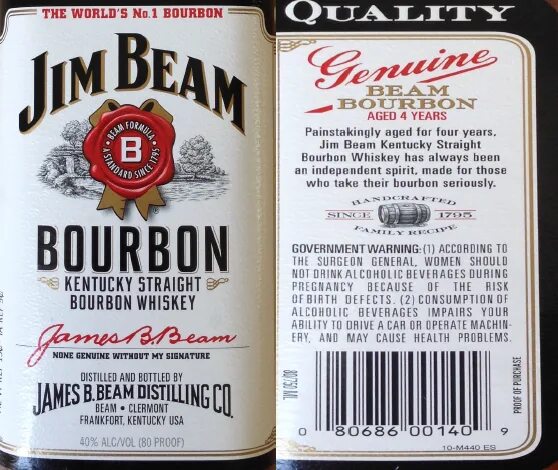 THE WORLD'S No.1 BOURBON
JIM BEAM
BEAM FORMULA
B
A STANDARD SINCE 1795
BOURBON
KENTUCKY STRAIGHT
BOURBON WHISKEY
James B. Beam
NONE GENUINE WITHOUT MY SIGNATURE
DISTILLED AND BOTTLED BY
JAMES B. BEAM DISTILLING CO.
BEAM • CLERMONT
FRANKFORT, KENTUCKY USA
40% ALC/VOL (80 PROOF)
QUALITY
Genuine
BEAM
BOURBON
AGED 4 YEARS
Painstakingly aged for four years,
Jim Beam Kentucky Straight
Bourbon Whiskey has always been
an independent spirit, made for those
who take their bourbon seriously.
HANDCRAFTED
SINCE 1795
FAMILY RECIPE
GOVERNMENT WARNING: (1) ACCORDING TO
THE SURGEON GENERAL, WOMEN SHOULD
NOT DRINK ALCOHOLIC BEVERAGES DURING
PREGNANCY BECAUSE OF THE RISK
OF BIRTH DEFECTS. (2) CONSUMPTION OF
ALCOHOLIC BEVERAGES IMPAIRS YOUR
ABILITY TO DRIVE A CAR OR OPERATE MACHIN-
ERY, AND MAY CAUSE HEALTH PROBLEMS.
PROOF OF PURCHASE
0 80686 00140 9
10-M440 ES